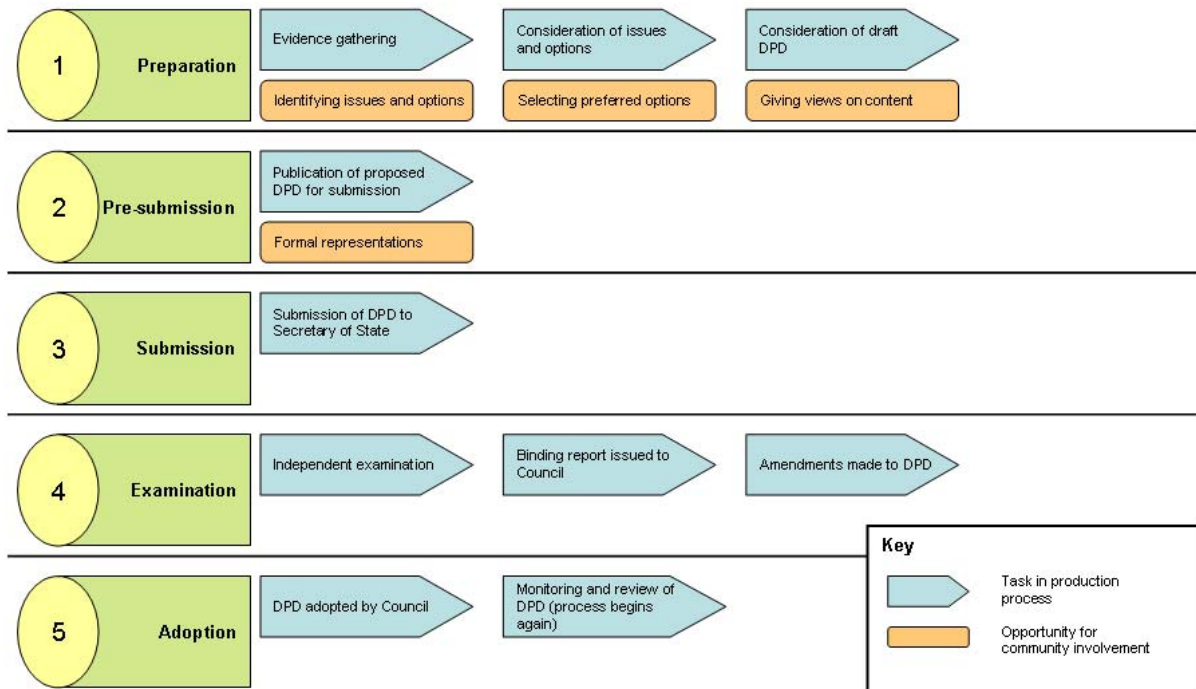 1
Preparation
Evidence gathering
Consideration of issues
and options
Consideration of draft
DPD
Identifying issues and options
Selecting preferred options
Giving views on content
2
Pre-submission
Publication of proposed
DPD for submission
Formal representations
3
Submission
Submission of DPD to
Secretary of State
4
Examination
Independent examination
Binding report issued to
Council
Amendments made to DPD
5
Adoption
DPD adopted by Council
Monitoring and review of
DPD (process begins
again)
Key
Task in production
process
Opportunity for
community involvement